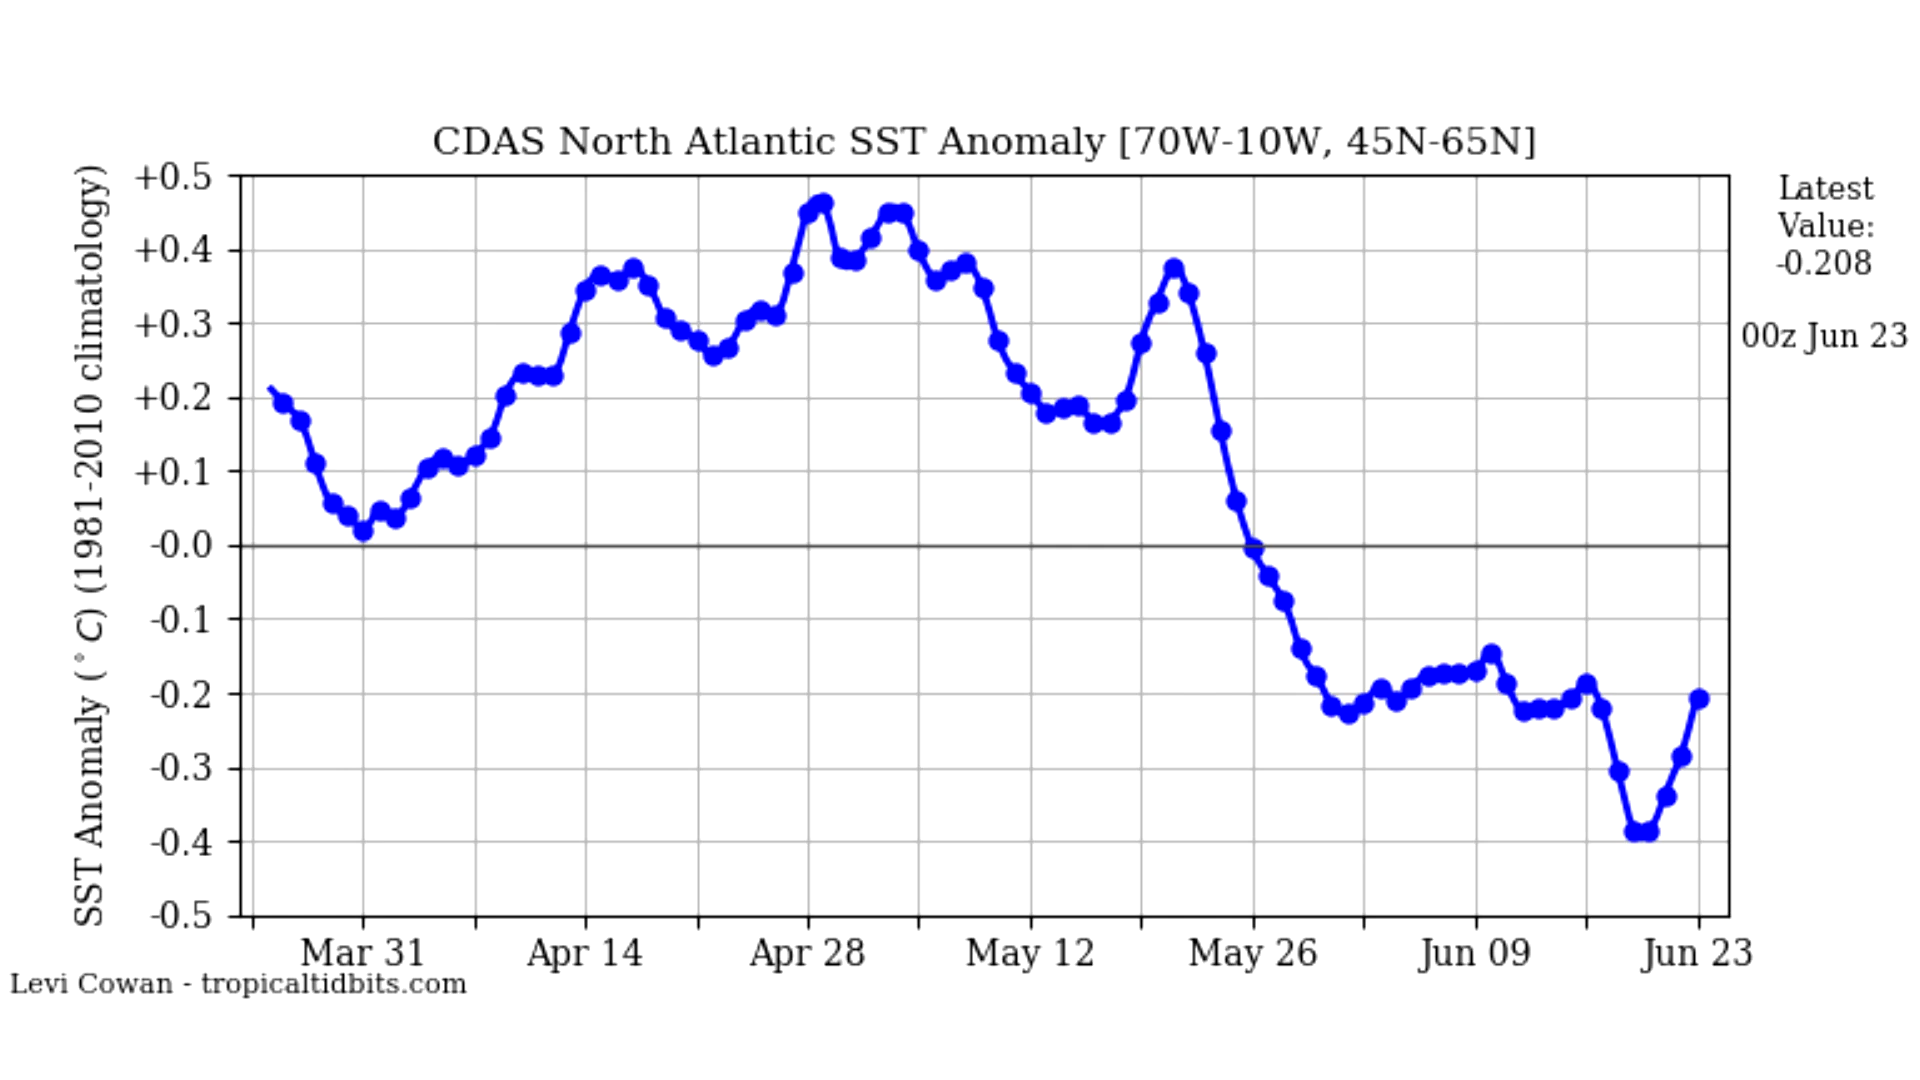 CDAS North Atlantic SST Anomaly [70W-10W, 45N-65N]
SST Anomaly (°C) (1981-2010 climatology)
+0.5
+0.4
+0.3
+0.2
+0.1
-0.0
-0.1
-0.2
-0.3
-0.4
-0.5
Mar 31
Apr 14
Apr 28
May 12
May 26
Jun 09
Jun 23
Latest
Value:
-0.208
00z Jun 23
Levi Cowan - tropicaltidbits.com